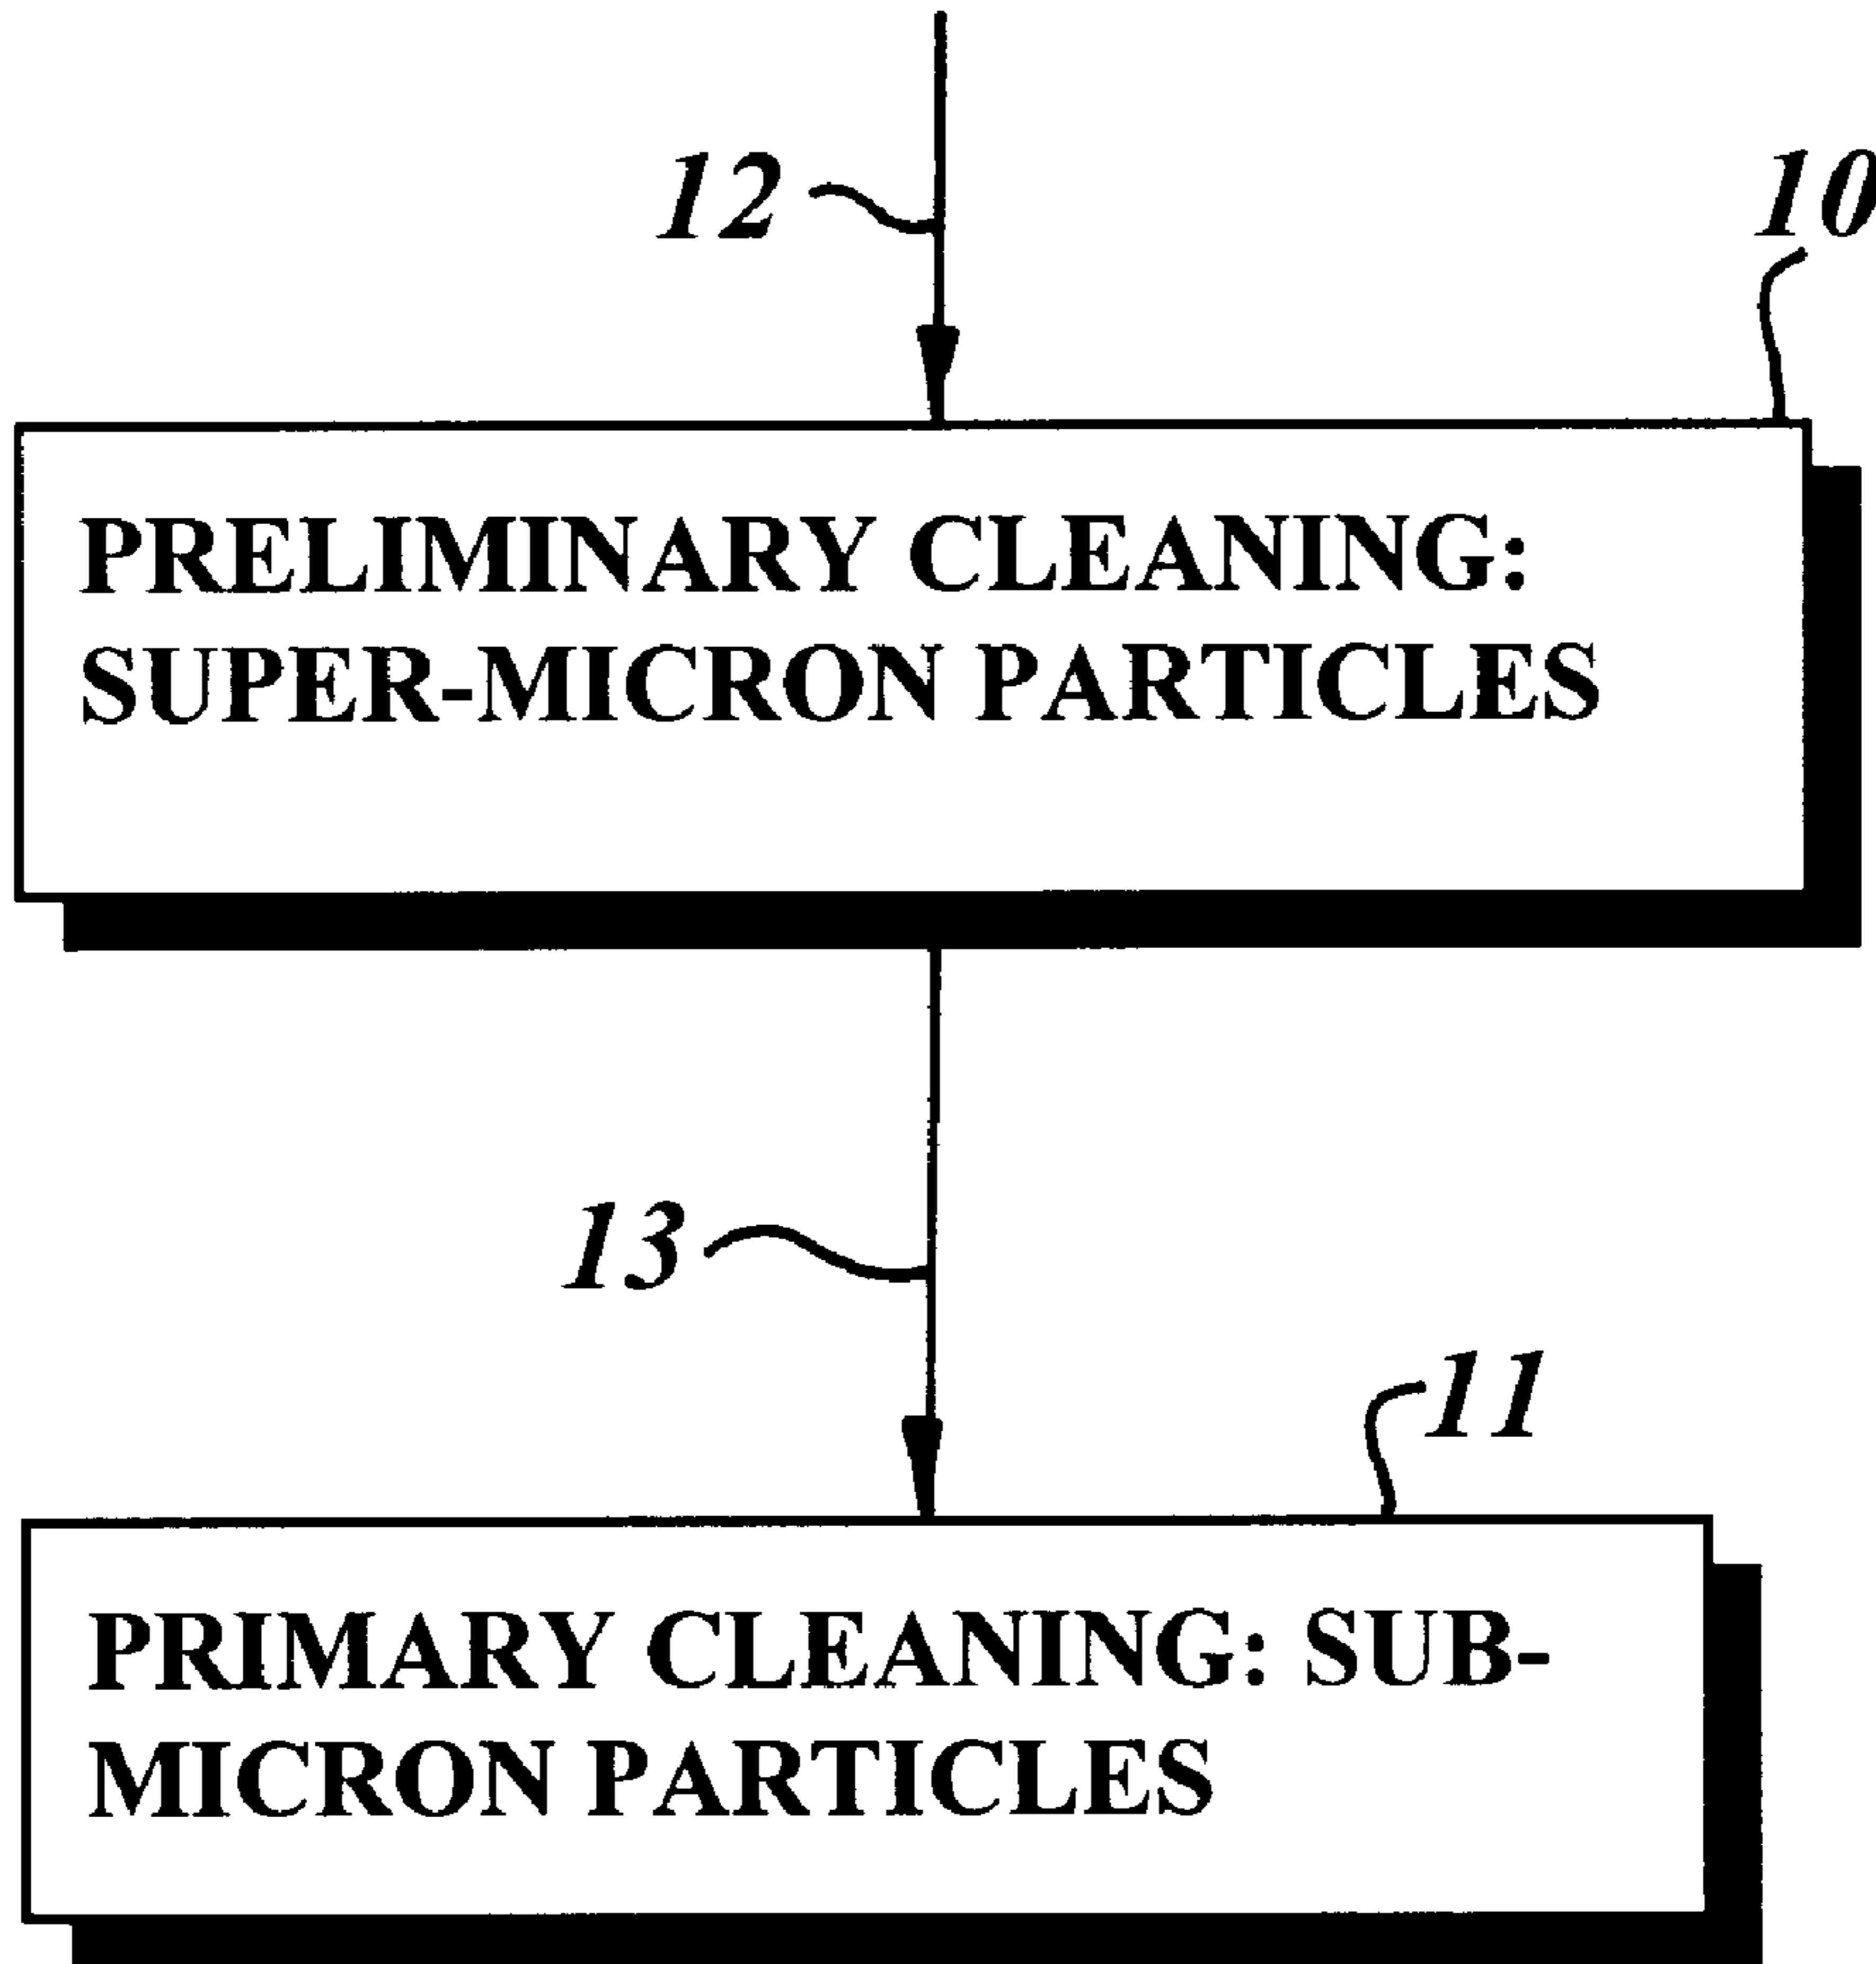 12
10
PRELIMINARY CLEANING:
SUPER-MICRON PARTICLES
13
11
PRIMARY CLEANING: SUB-
MICRON PARTICLES